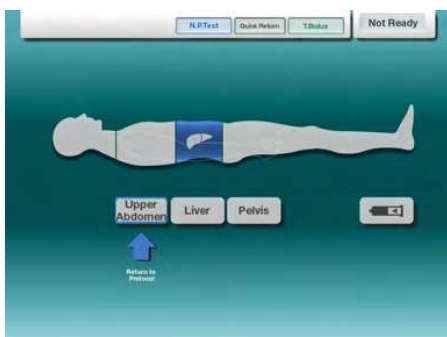 N.P.Test
Quick Return
T.Bolus
Not Ready
Upper
Abdomen
Liver
Pelvis
Return to
Protocol